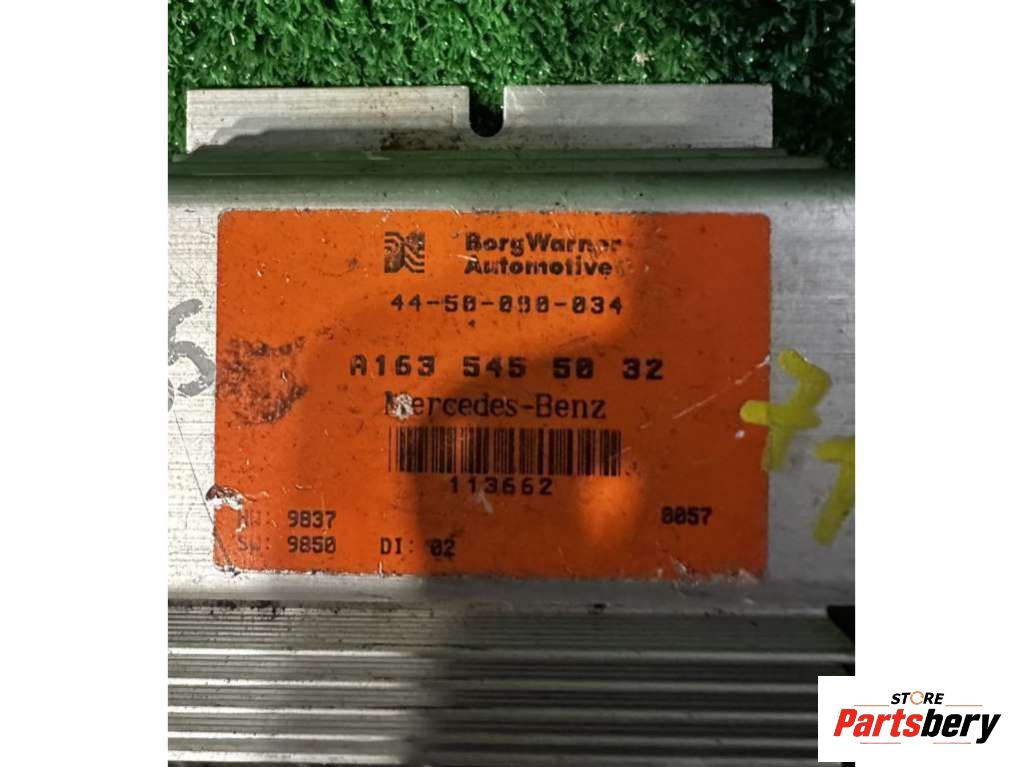 BorgWarner
Automotive
44-50-090-034
A163 545 50 32
Mercedes-Benz
113662
HW: 9837
8057
SW: 9850 DI: 02
STORE
Partsbery